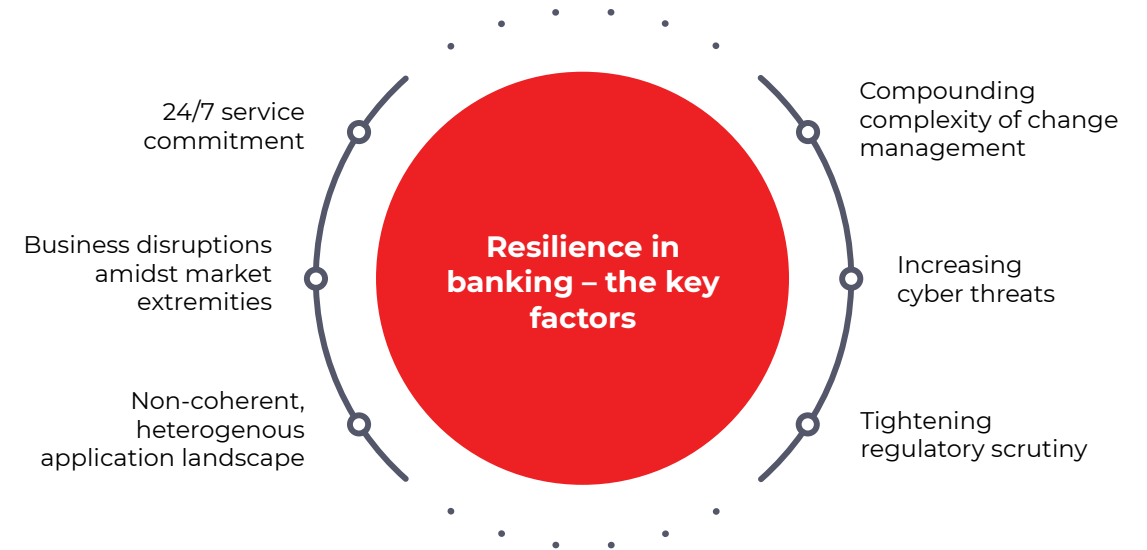 24/7 service
commitment
Business disruptions
amidst market
extremities
Non-coherent,
heterogenous
application landscape
Resilience in
banking – the key
factors
Compounding
complexity of change
management
Increasing
cyber threats
Tightening
regulatory scrutiny